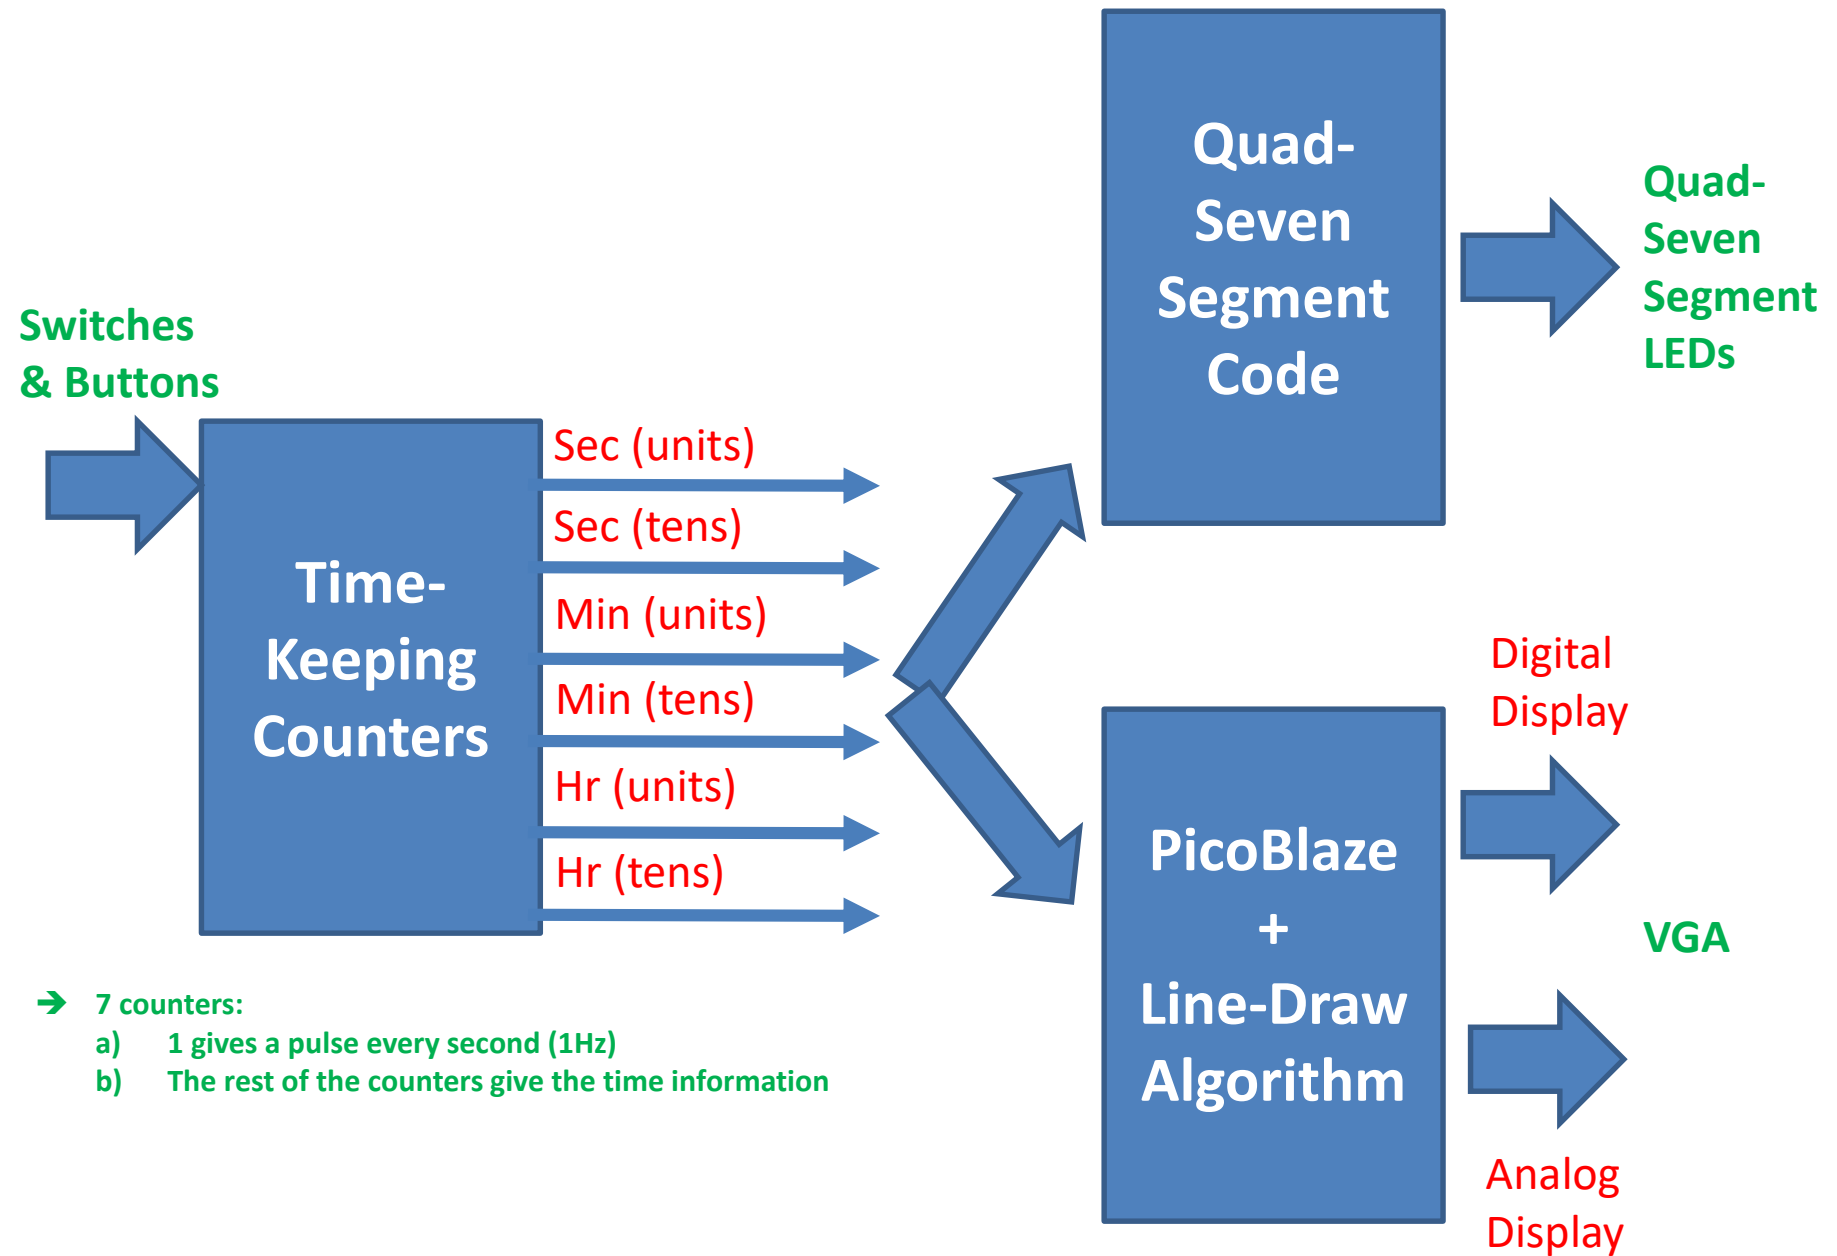 Switches
& Buttons
Time-
Keeping
Counters
Sec (units)
Sec (tens)
Min (units)
Min (tens)
Hr (units)
Hr (tens)
Quad-
Seven
Segment
Code
Quad-
Seven
Segment
LEDs
PicoBlaze
+
Line-Draw
Algorithm
Digital
Display
VGA
Analog
Display
➔ 7 counters:
a) 1 gives a pulse every second (1Hz)
b) The rest of the counters give the time information